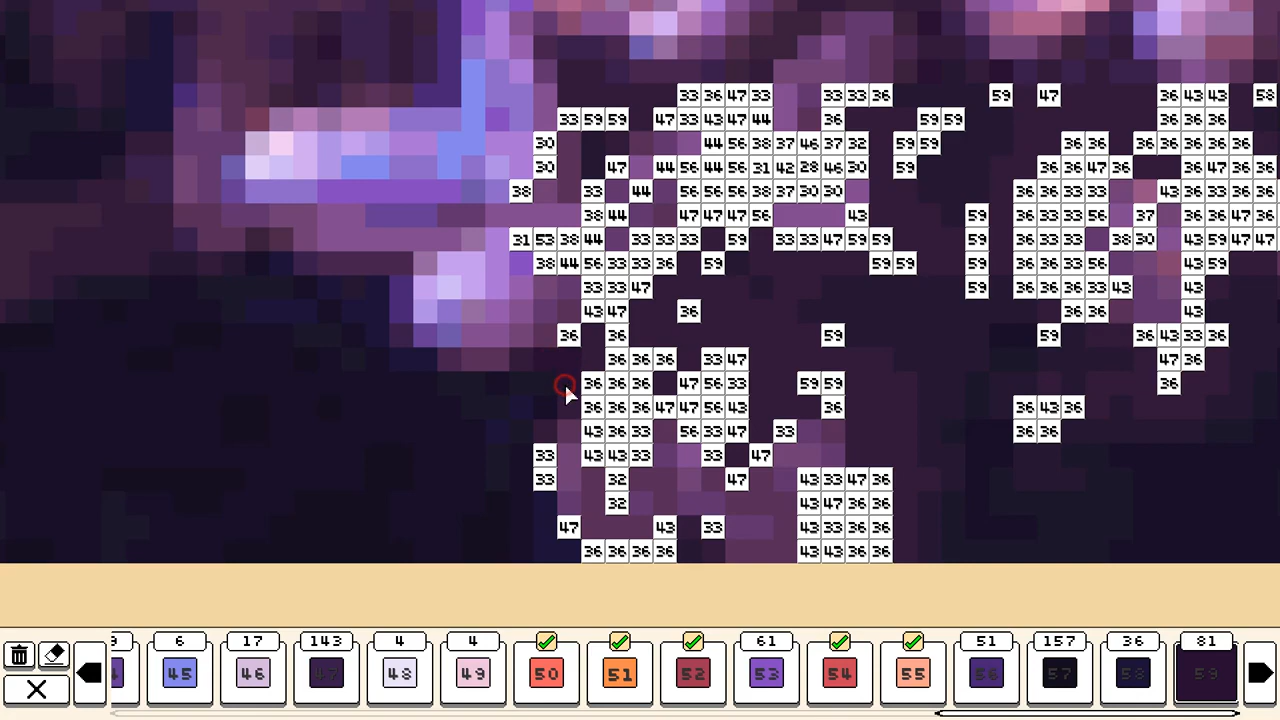 33 36 47 33 33 33 36 59 47 36 43 43 58
33 59 59 47 33 43 47 44 36 59 59 36 36 36
30 44 56 38 37 46 37 32 59 59 36 36 36 36 36 36 36
30 47 44 56 44 56 31 42 28 46 30 59 36 36 47 36 36 47 36 36
38 33 44 56 56 56 38 37 30 30 36 36 33 33 43 36 33 36 36
38 44 47 47 47 56 43 59 36 33 33 56 37 36 36 47 36
31 53 38 44 33 33 33 59 33 33 47 59 59 59 36 33 33 38 30 43 59 47 47
38 44 56 33 33 36 59 59 59 59 36 36 33 56 43 59
33 33 47 59 36 36 36 33 43 43
43 47 36 36 36 43
36 36 59 59 36 43 33 36
36 36 36 33 47 47 36
36 36 36 47 56 33 59 59 36
36 36 36 47 47 56 43 36 36 43 36
43 36 33 56 33 47 33 36 36
33 43 43 33 33 47
33 32 47 43 33 47 36
32 43 47 36 36
47 43 33 43 33 36 36
36 36 36 36 43 43 36 36
6 17 143 4 4 61 51 157 36 81
45 46 47 48 49 50 51 52 53 54 55 56 57 58 59